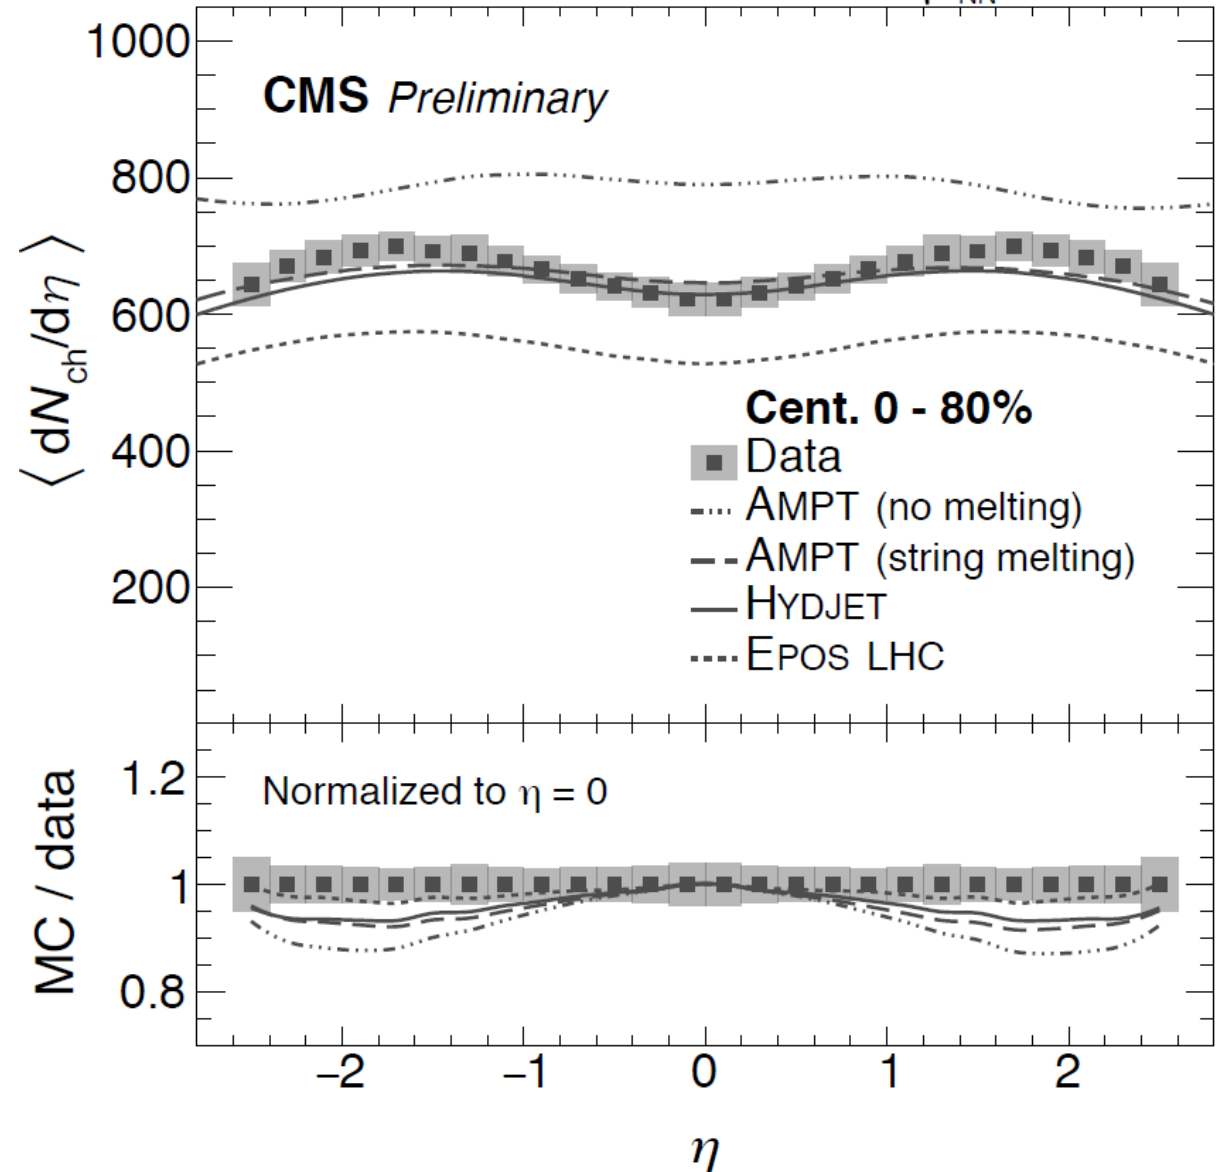 CMS Preliminary
1000
800
600
400
200
⟨ dN_ch/dη ⟩
Cent. 0 - 80%
Data
AMPT (no melting)
AMPT (string melting)
HYDJET
EPOS LHC
MC / data
1.2
1
0.8
Normalized to η = 0
−2 −1 0 1 2
η